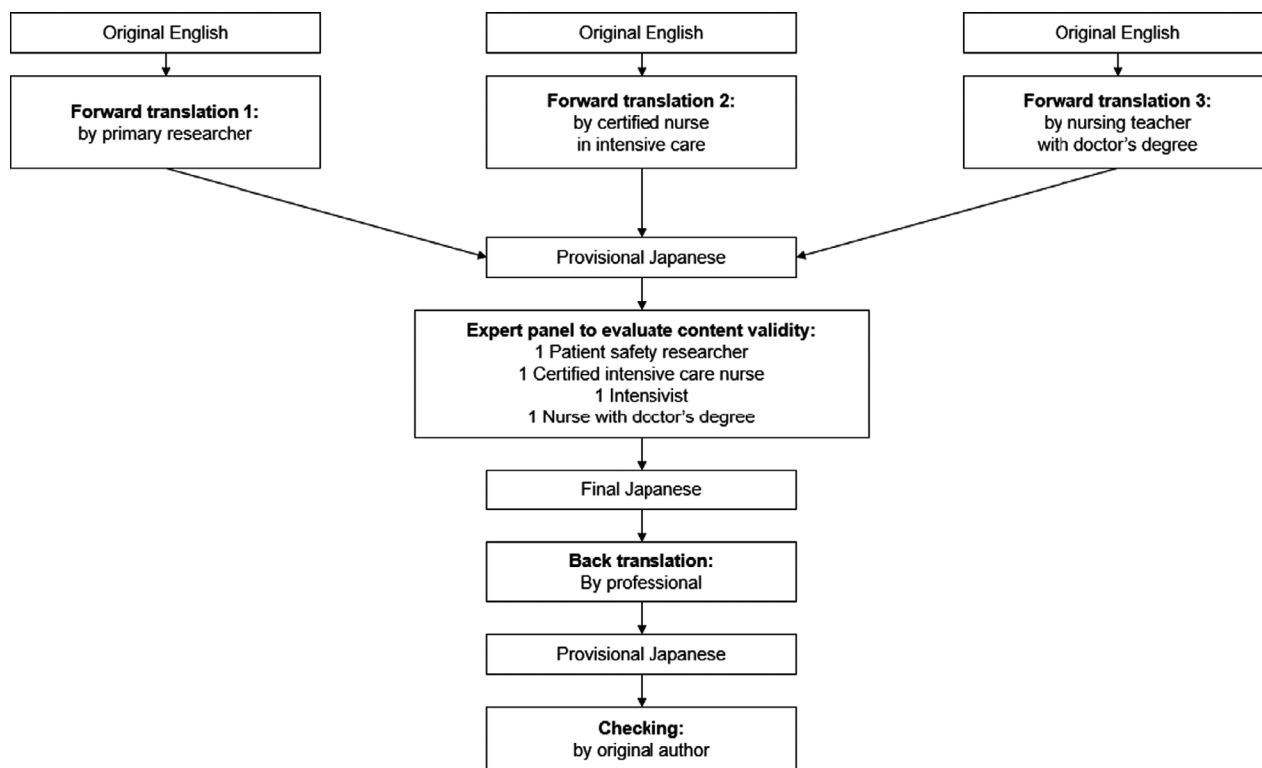 Original English
Original English
Original English
Forward translation 1:
by primary researcher
Forward translation 2:
by certified nurse
in intensive care
Forward translation 3:
by nursing teacher
with doctor's degree
Provisional Japanese
Expert panel to evaluate content validity:
1 Patient safety researcher
1 Certified intensive care nurse
1 Intensivist
1 Nurse with doctor's degree
Final Japanese
Back translation:
By professional
Provisional Japanese
Checking:
by original author